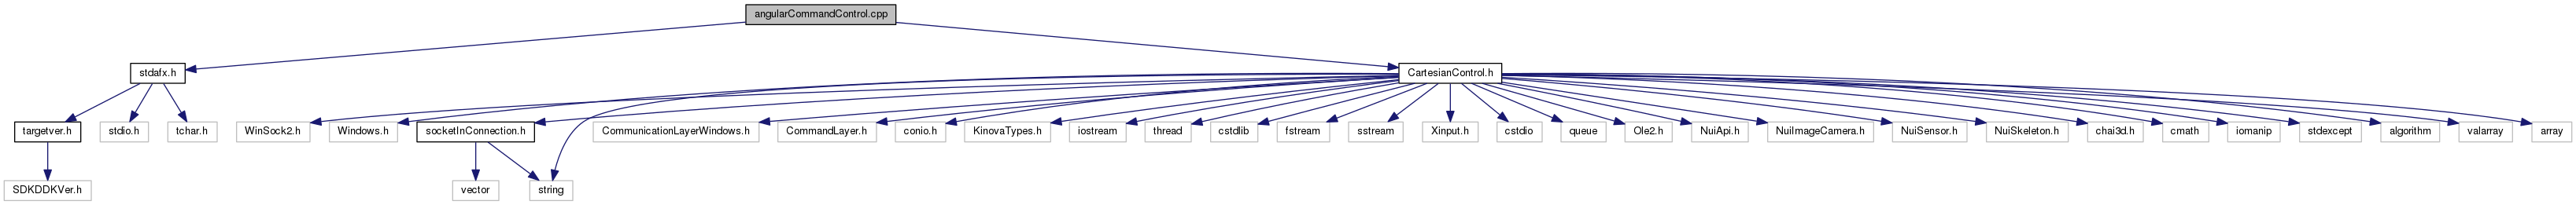 angularCommandControl.cpp
stdafx.h
CartesianControl.h
targetver.h
stdio.h
tchar.h
WinSock2.h
Windows.h
socketInConnection.h
CommunicationLayerWindows.h
CommandLayer.h
conio.h
KinovaTypes.h
iostream
thread
cstdlib
fstream
sstream
Xinput.h
cstdio
queue
Ole2.h
NuiApi.h
NuiImageCamera.h
NuiSensor.h
NuiSkeleton.h
chai3d.h
cmath
iomanip
stdexcept
algorithm
valarray
array
SDKDDKVer.h
vector
string